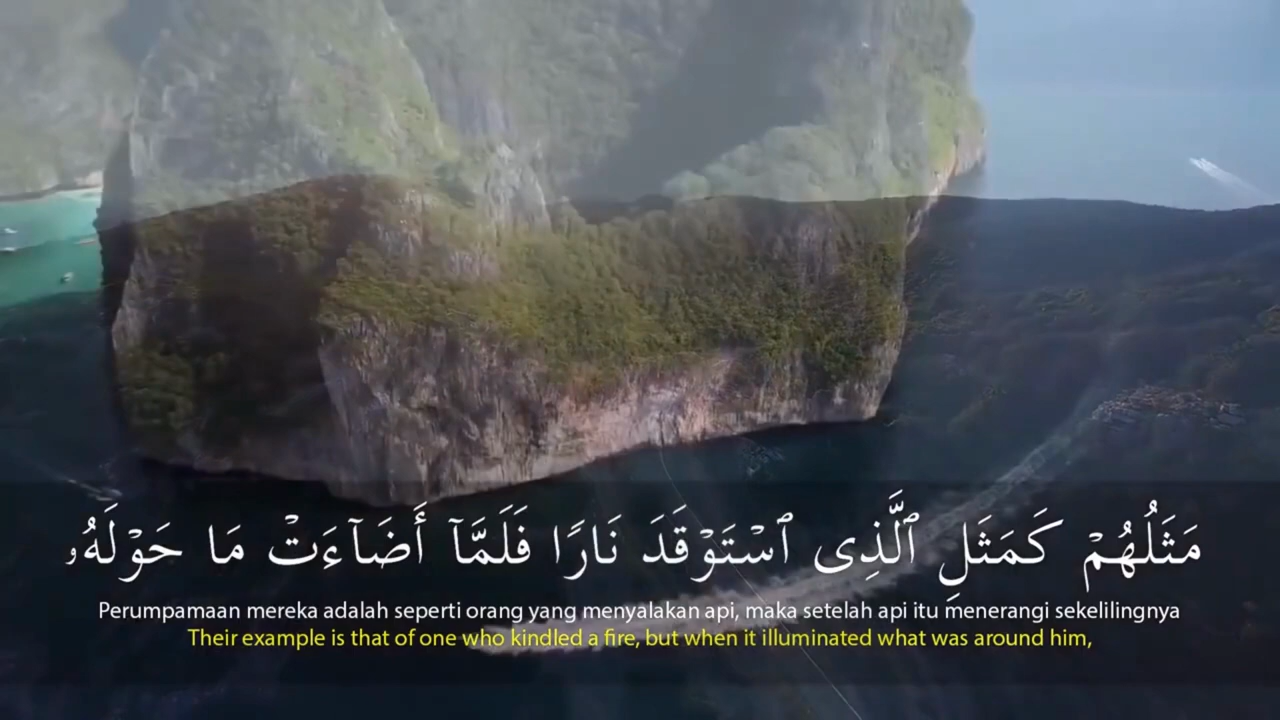 مَثَلُهُمْ كَمَثَلِ ٱلَّذِى ٱسْتَوْقَدَ نَارًا فَلَمَّآ أَضَآءَتْ مَا حَوْلَهُۥ
Perumpamaan mereka adalah seperti orang yang menyalakan api, maka setelah api itu menerangi sekelilingnya
Their example is that of one who kindled a fire, but when it illuminated what was around him,